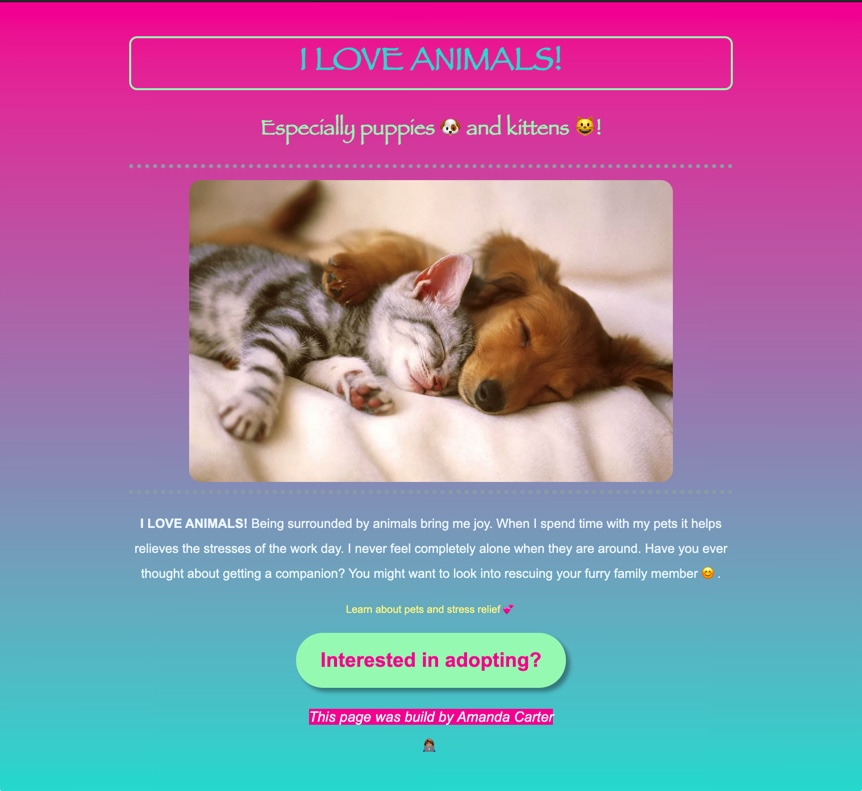 I LOVE ANIMALS!
Especially puppies 🐶 and kittens 😺!
I LOVE ANIMALS! Being surrounded by animals bring me joy. When I spend time with my pets it helps
relieves the stresses of the work day. I never feel completely alone when they are around. Have you ever
thought about getting a companion? You might want to look into rescuing your furry family member 😊 .
Learn about pets and stress relief 💞
Interested in adopting?
This page was build by Amanda Carter